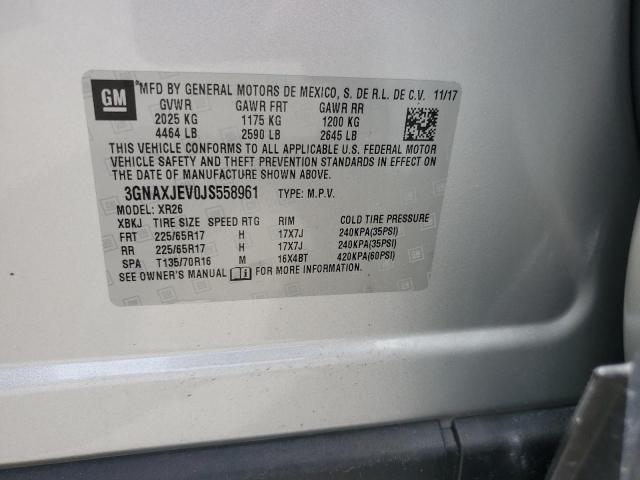 GM
MFD BY GENERAL MOTORS DE MEXICO, S. DE R.L. DE C.V. 11/17
GVWR GAWR FRT GAWR RR
2025 KG 1175 KG 1200 KG
4464 LB 2590 LB 2645 LB
THIS VEHICLE CONFORMS TO ALL APPLICABLE U.S. FEDERAL MOTOR
VEHICLE SAFETY AND THEFT PREVENTION STANDARDS IN EFFECT ON
THE DATE OF MANUFACTURE SHOWN ABOVE.
3GNAXJEV0JS558961 TYPE: M.P.V.
MODEL: XR26
XBKJ TIRE SIZE SPEED RTG RIM COLD TIRE PRESSURE
FRT 225/65R17 H 17X7J 240KPA(35PSI)
RR 225/65R17 H 17X7J 240KPA(35PSI)
SPA T135/70R16 M 16X4BT 420KPA(60PSI)
SEE OWNER'S MANUAL FOR MORE INFORMATION